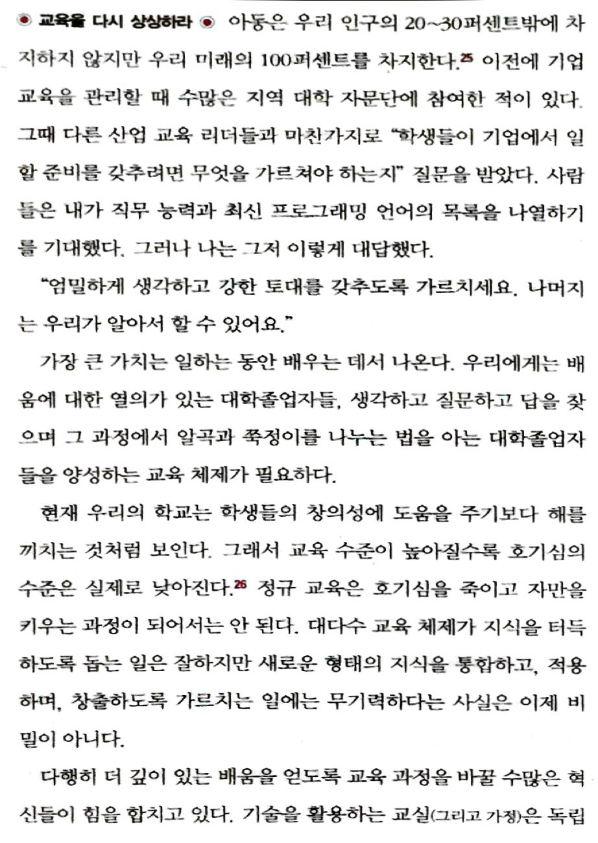 교육을 다시 상상하라 아동은 우리 인구의 20~30퍼센트밖에 차
지하지 않지만 우리 미래의 100퍼센트를 차지한다.25 이전에 기업
교육을 관리할 때 수많은 지역 대학 자문단에 참여한 적이 있다.
그때 다른 산업 교육 리더들과 마찬가지로 “학생들이 기업에서 일
할 준비를 갖추려면 무엇을 가르쳐야 하는지” 질문을 받았다. 사람
들은 내가 직무 능력과 최신 프로그래밍 언어의 목록을 나열하기
를 기대했다. 그러나 나는 그저 이렇게 대답했다.
“엄밀하게 생각하고 강한 토대를 갖추도록 가르치세요. 나머지
는 우리가 알아서 할 수 있어요.”
가장 큰 가치는 일하는 동안 배우는 데서 나온다. 우리에게는 배
움에 대한 열의가 있는 대학졸업자들, 생각하고 질문하고 답을 찾
으며 그 과정에서 알곡과 쭉정이를 나누는 법을 아는 대학졸업자
들을 양성하는 교육 체제가 필요하다.
현재 우리의 학교는 학생들의 창의성에 도움을 주기보다 해를
끼치는 것처럼 보인다. 그래서 교육 수준이 높아질수록 호기심의
수준은 실제로 낮아진다.26 정규 교육은 호기심을 죽이고 자만을
키우는 과정이 되어서는 안 된다. 대다수 교육 체제가 지식을 터득
하도록 돕는 일은 잘하지만 새로운 형태의 지식을 통합하고, 적용
하며, 창출하도록 가르치는 일에는 무기력하다는 사실은 이제 비
밀이 아니다.
다행히 더 깊이 있는 배움을 얻도록 교육 과정을 바꿀 수많은 혁
신들이 힘을 합치고 있다. 기술을 활용하는 교실(그리고 가정)은 독립